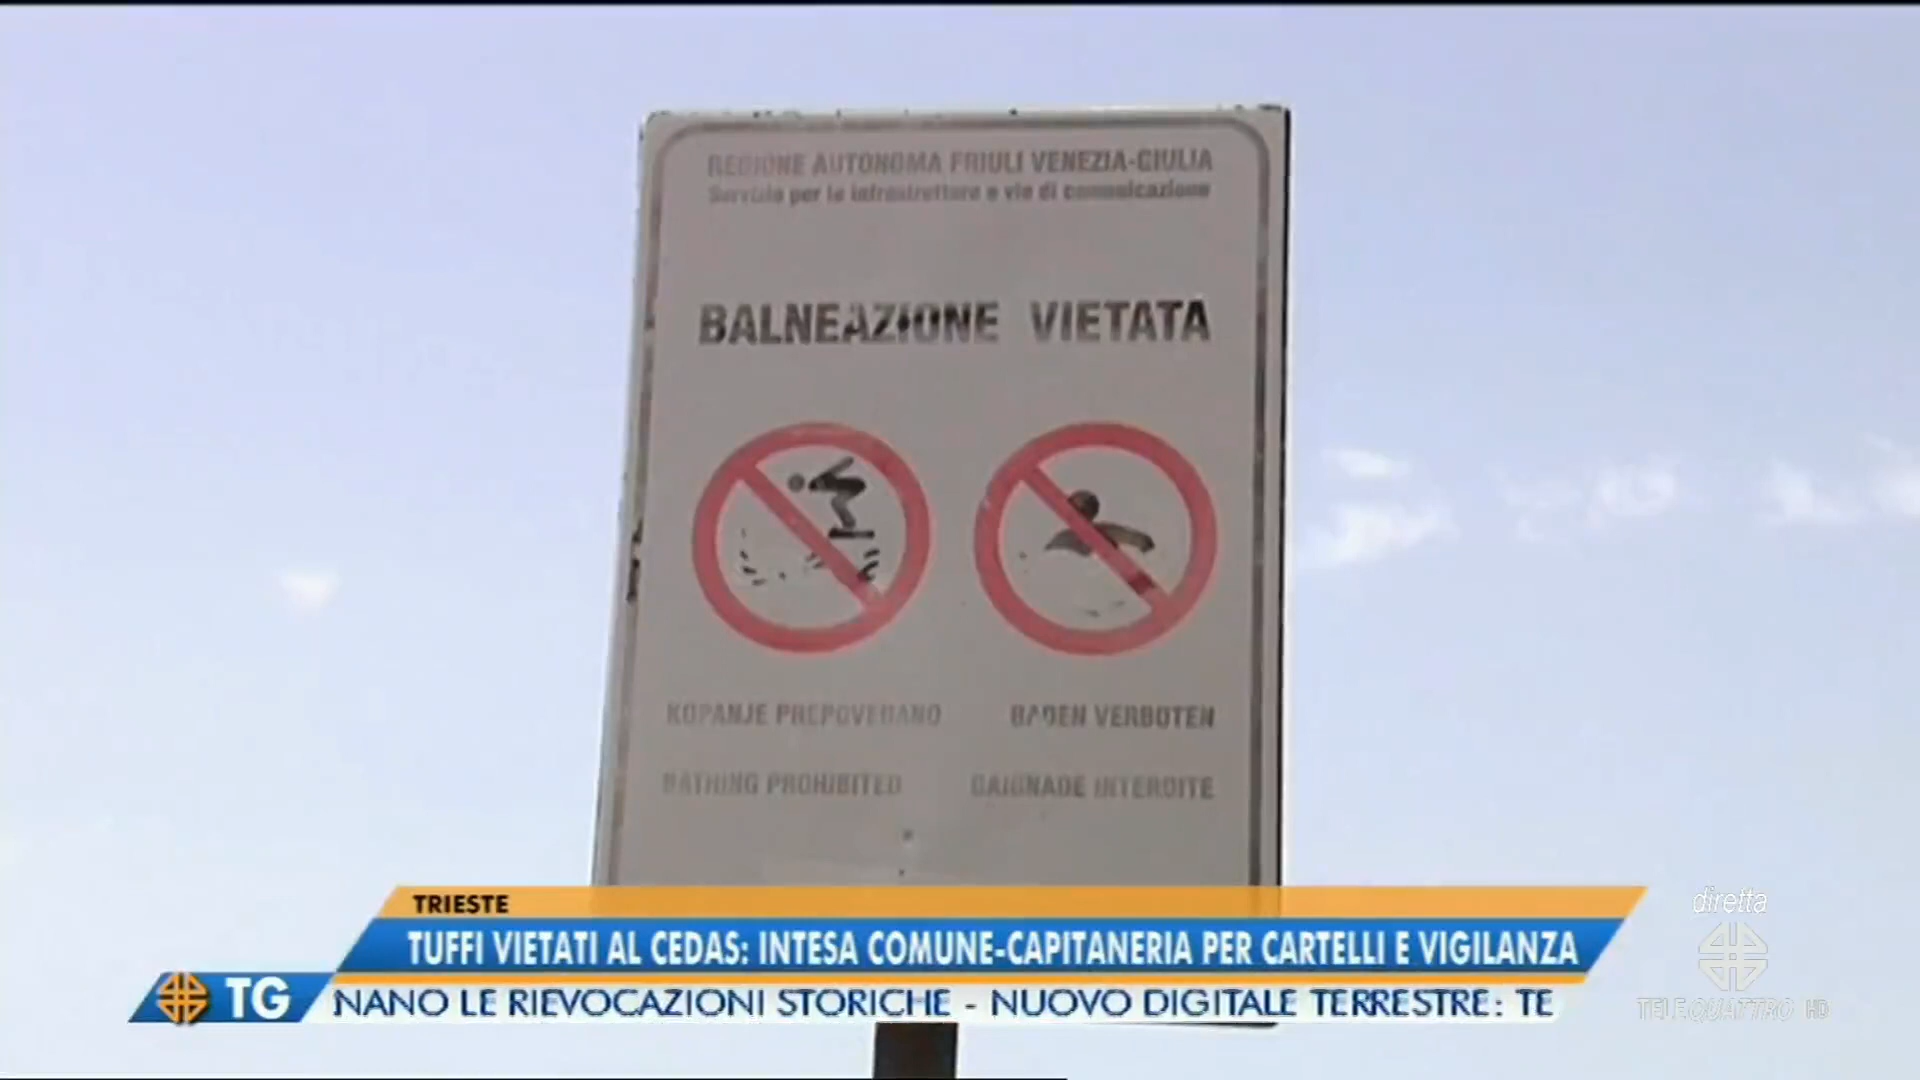 REGIONE AUTONOMA FRIULI VENEZIA-GIULIA
Servizio per le infrastrutture e vie di comunicazione
BALNEAZIONE VIETATA
KOPANJE PREPOVEDANO
BADEN VERBOTEN
BATHING PROHIBITED
BAIGNADE INTERDITE
TRIESTE
TUFFI VIETATI AL CEDAS: INTESA COMUNE-CAPITANERIA PER CARTELLI E VIGILANZA
TG
NANO LE RIEVOCAZIONI STORICHE - NUOVO DIGITALE TERRESTRE: TE
diretta
TELEQUATTRO HD